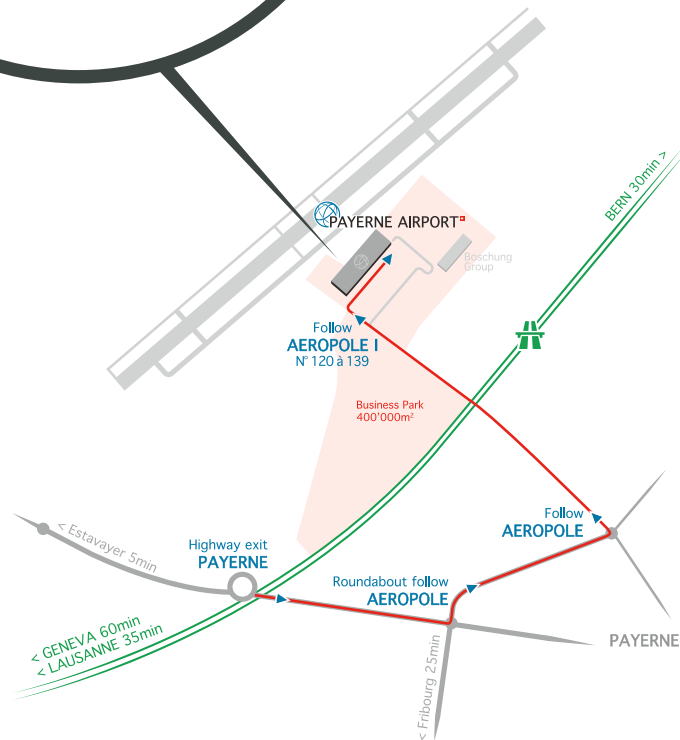 BERN 30min >
PAYERNE AIRPORT
Boschung
Group
Follow
AEROPOLE I
N° 120 à 139
Business Park
400'000m²
Follow
AEROPOLE
< Estavayer 5min
Highway exit
PAYERNE
Roundabout follow
AEROPOLE
< GENEVA 60min
< LAUSANNE 35min
< Fribourg 25min
PAYERNE